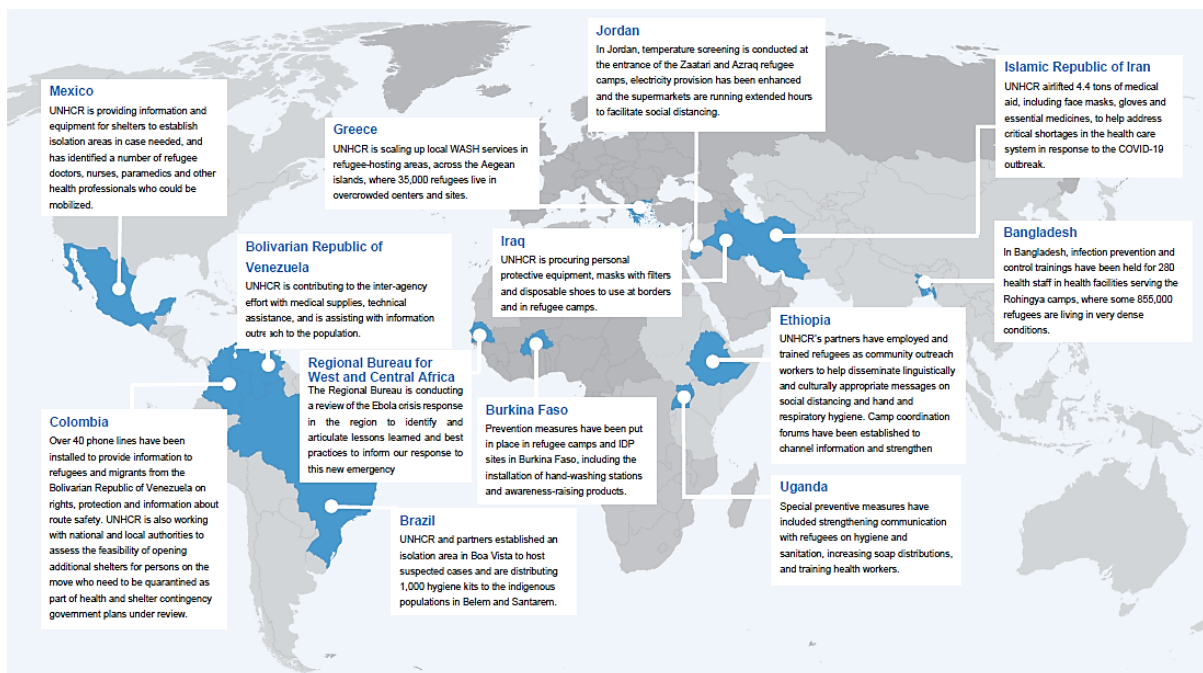 Mexico
UNHCR is providing information and
equipment for shelters to establish
isolation areas in case needed, and
has identified a number of refugee
doctors, nurses, paramedics and other
health professionals who could be
mobilized.
Greece
UNHCR is scaling up local WASH services in
refugee-hosting areas, across the Aegean
islands, where 35,000 refugees live in
overcrowded centers and sites.
Jordan
In Jordan, temperature screening is conducted at
the entrance of the Zaatari and Azraq refugee
camps, electricity provision has been enhanced
and the supermarkets are running extended hours
to facilitate social distancing.
Islamic Republic of Iran
UNHCR airlifted 4.4 tons of medical
aid, including face masks, gloves and
essential medicines, to help address
critical shortages in the health care
system in response to the COVID-19
outbreak.
Bolivarian Republic of
Venezuela
UNHCR is contributing to the inter-agency
effort with medical supplies, technical
assistance, and is assisting with information
outreach to the population.
Iraq
UNHCR is procuring personal
protective equipment, masks with filters
and disposable shoes to use at borders
and in refugee camps.
Bangladesh
In Bangladesh, infection prevention and
control trainings have been held for 280
health staff in health facilities serving the
Rohingya camps, where some 855,000
refugees are living in very dense
conditions.
Regional Bureau for
West and Central Africa
The Regional Bureau is conducting
a review of the Ebola crisis response
in the region to identify and
articulate lessons learned and best
practices to inform our response to
this new emergency
Ethiopia
UNHCR's partners have employed and
trained refugees as community outreach
workers to help disseminate linguistically
and culturally appropriate messages on
social distancing and hand and
respiratory hygiene. Camp coordination
forums have been established to
channel information and strengthen
Colombia
Over 40 phone lines have been
installed to provide information to
refugees and migrants from the
Bolivarian Republic of Venezuela on
rights, protection and information about
route safety. UNHCR is also working
with national and local authorities to
assess the feasibility of opening
additional shelters for persons on the
move who need to be quarantined as
part of health and shelter contingency
government plans under review.
Burkina Faso
Prevention measures have been put
in place in refugee camps and IDP
sites in Burkina Faso, including the
installation of hand-washing stations
and awareness-raising products.
Brazil
UNHCR and partners established an
isolation area in Boa Vista to host
suspected cases and are distributing
1,000 hygiene kits to the indigenous
populations in Belem and Santarem.
Uganda
Special preventive measures have
included strengthening communication
with refugees on hygiene and
sanitation, increasing soap distributions,
and training health workers.